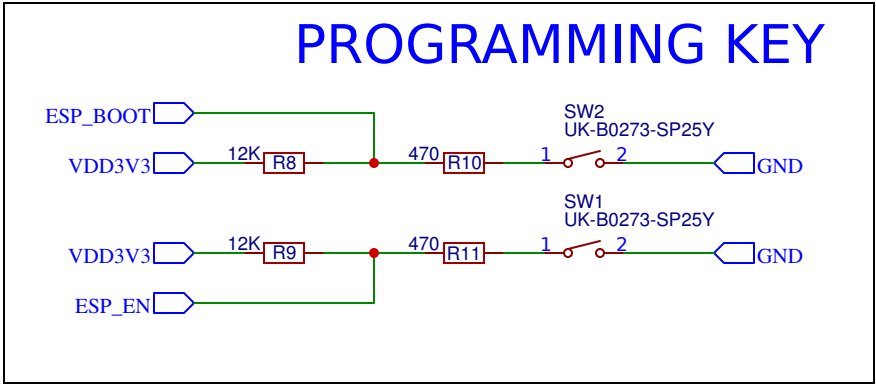 PROGRAMMING KEY
ESP_BOOT
SW2
UK-B0273-SP25Y
VDD3V3 12K R8 470 R10 1 2 GND
SW1
UK-B0273-SP25Y
VDD3V3 12K R9 470 R11 1 2 GND
ESP_EN